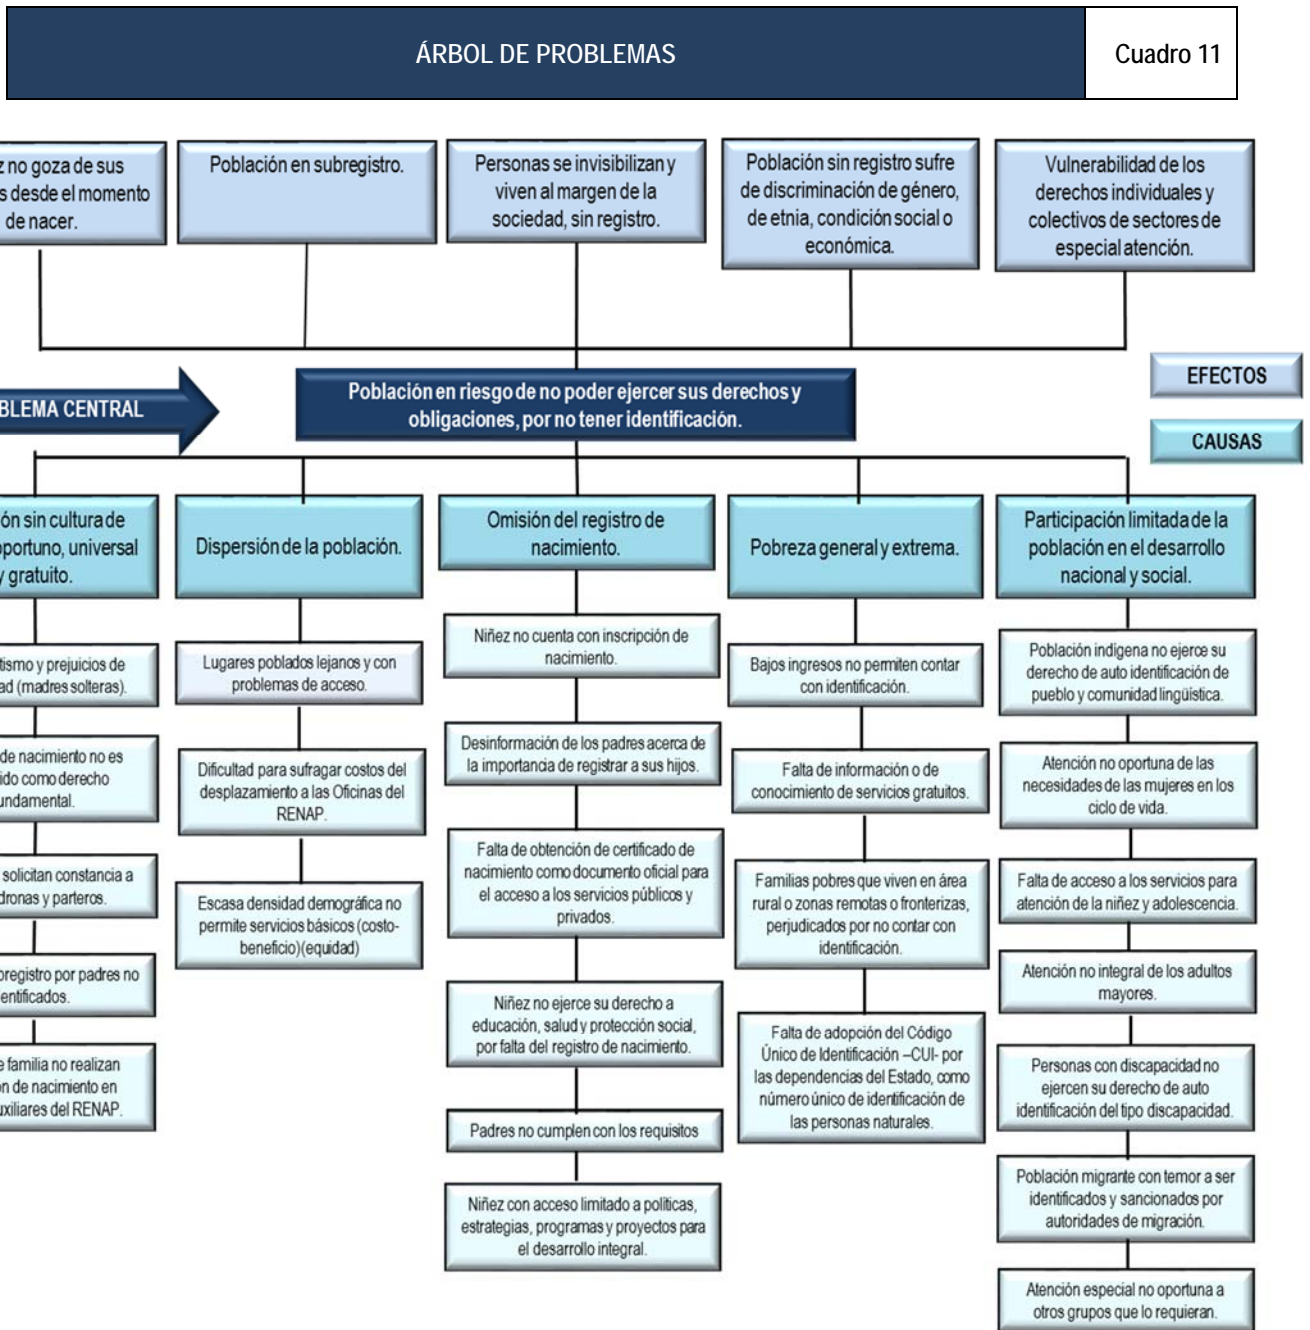 ÁRBOL DE PROBLEMAS
Cuadro 11
no goza de sus
desde el momento
de nacer.
Población en subregistro.
Personas se invisibilizan y
viven al margen de la
sociedad, sin registro.
Población sin registro sufre
de discriminación de género,
de etnia, condición social o
económica.
Vulnerabilidad de los
derechos individuales y
colectivos de sectores de
especial atención.
EFECTOS
CAUSAS
CENTRAL
Población en riesgo de no poder ejercer sus derechos y
obligaciones, por no tener identificación.
sin cultura de
oportuno, universal
y gratuito.
y prejuicios de
(madres solteras).
de nacimiento no es
como derecho
solicitan constancia a
y parteros.
por padres no
familia no realizan
de nacimiento en
del RENAP.
Dispersión de la población.
Lugares poblados lejanos y con
problemas de acceso.
Dificultad para sufragar costos del
desplazamiento a las Oficinas del
RENAP.
Escasa densidad demográfica no
permite servicios básicos (costo-
beneficio)(equidad)
Omisión del registro de
nacimiento.
Niñez no cuenta con inscripción de
nacimiento.
Desinformación de los padres acerca de
la importancia de registrar a sus hijos.
Falta de obtención de certificado de
nacimiento como documento oficial para
el acceso a los servicios públicos y
privados.
Niñez no ejerce su derecho a
educación, salud y protección social,
por falta del registro de nacimiento.
Padres no cumplen con los requisitos
Niñez con acceso limitado a políticas,
estrategias, programas y proyectos para
el desarrollo integral.
Pobreza general y extrema.
Bajos ingresos no permiten contar
con identificación.
Falta de información o de
conocimiento de servicios gratuitos.
Familias pobres que viven en área
rural o zonas remotas o fronterizas,
perjudicados por no contar con
identificación.
Falta de adopción del Código
Único de Identificación –CUI- por
las dependencias del Estado, como
número único de identificación de
las personas naturales.
Participación limitada de la
población en el desarrollo
nacional y social.
Población indígena no ejerce su
derecho de auto identificación de
pueblo y comunidad lingüística.
Atención no oportuna de las
necesidades de las mujeres en los
ciclo de vida.
Falta de acceso a los servicios para
atención de la niñez y adolescencia.
Atención no integral de los adultos
mayores.
Personas con discapacidad no
ejercen su derecho de auto
identificación del tipo discapacidad.
Población migrante con temor a ser
identificados y sancionados por
autoridades de migración.
Atención especial no oportuna a
otros grupos que lo requieran.